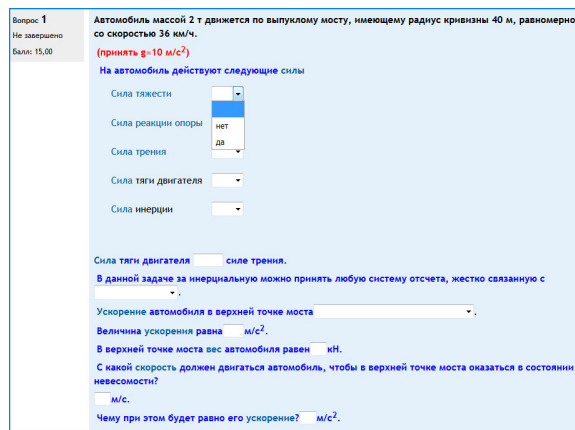 Вопрос 1
Не завершено
Балл: 15,00
Автомобиль массой 2 т движется по выпуклому мосту, имеющему радиус кривизны 40 м, равномерно
со скоростью 36 км/ч.
(принять g=10 м/с²)
На автомобиль действуют следующие силы
Сила тяжести
Сила реакции опоры
нет
да
Сила трения
Сила тяги двигателя
Сила инерции
Сила тяги двигателя силе трения.
В данной задаче за инерциальную можно принять любую систему отсчета, жестко связанную с
.
Ускорение автомобиля в верхней точке моста .
Величина ускорения равна м/с².
В верхней точке моста вес автомобиля равен кН.
С какой скорость должен двигаться автомобиль, чтобы в верхней точке моста оказаться в состоянии
невесомости?
м/с.
Чему при этом будет равно его ускорение? м/с².